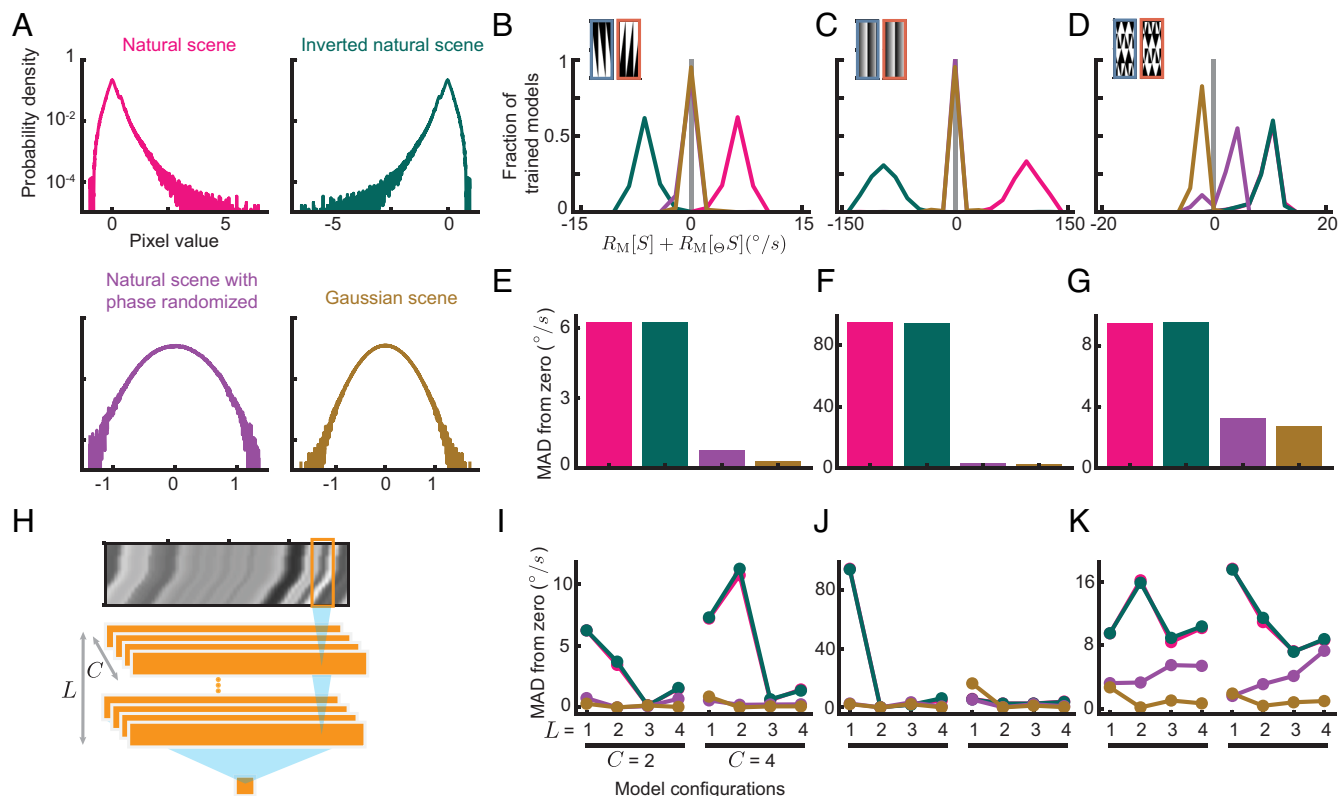 A
Natural scene
Inverted natural scene
Probability density
1
10⁻²
10⁻⁴
0
5
-5
0
Pixel value
Natural scene with
phase randomized
Gaussian scene
-1
0
1
-1
0
1
B
Fraction of
trained models
1
0.5
0
-15
0
15
R_M[S] + R_M[ΘS](°/s)
C
-140
0
150
D
-20
0
20
E
MAD from zero (°/s)
6
3
0
F
80
40
0
G
8
4
0
H
L
C
I
MAD from zero (°/s)
10
5
0
L = 1 2 3 4 1 2 3 4
C = 2
C = 4
Model configurations
J
80
40
0
1 2 3 4 1 2 3 4
K
16
8
0
1 2 3 4 1 2 3 4